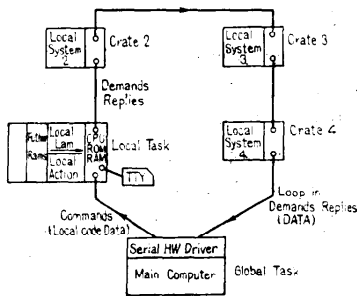 Local
System
2
Crate 2
Local
System
3
Crate 3
Demands
Replies
Local
System
4
Crate 4
Rams
Local
Lam
Local
Action
CPU
ROM
RAM
Local Task
TTY
Loop in
Demands Replies
(DATA)
Commands
(Local code Data)
Serial HW Driver
Main Computer
Global Task